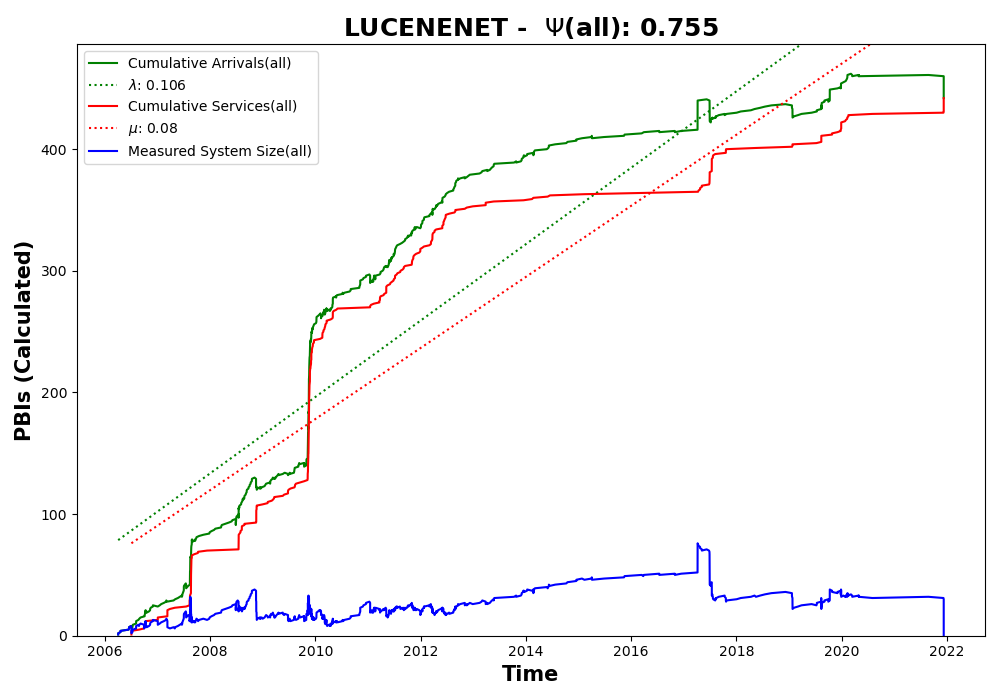 LUCENENET - Ψ(all): 0.755
Cumulative Arrivals(all)
λ: 0.106
Cumulative Services(all)
μ: 0.08
Measured System Size(all)
PBIs (Calculated)
400
300
200
100
0
2006 2008 2010 2012 2014 2016 2018 2020 2022
Time